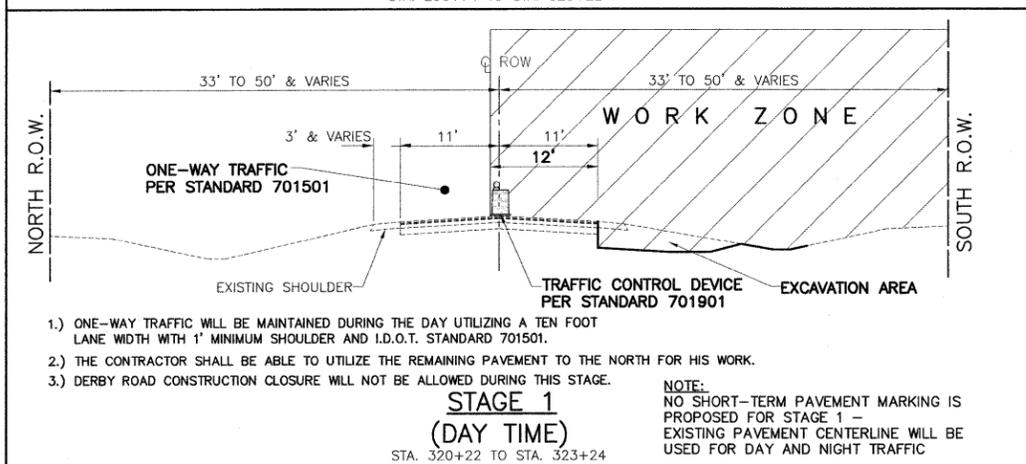 ℄ ROW
33' TO 50' & VARIES
33' TO 50' & VARIES
WORK ZONE
3' & VARIES
11'
11'
12'
ONE-WAY TRAFFIC
PER STANDARD 701501
NORTH R.O.W.
SOUTH R.O.W.
EXISTING SHOULDER
TRAFFIC CONTROL DEVICE
PER STANDARD 701901
EXCAVATION AREA
1.) ONE-WAY TRAFFIC WILL BE MAINTAINED DURING THE DAY UTILIZING A TEN FOOT
LANE WIDTH WITH 1' MINIMUM SHOULDER AND I.D.O.T. STANDARD 701501.
2.) THE CONTRACTOR SHALL BE ABLE TO UTILIZE THE REMAINING PAVEMENT TO THE NORTH FOR HIS WORK.
3.) DERBY ROAD CONSTRUCTION CLOSURE WILL NOT BE ALLOWED DURING THIS STAGE.
STAGE 1
(DAY TIME)
STA. 320+22 TO STA. 323+24
NOTE:
NO SHORT-TERM PAVEMENT MARKING IS
PROPOSED FOR STAGE 1 -
EXISTING PAVEMENT CENTERLINE WILL BE
USED FOR DAY AND NIGHT TRAFFIC